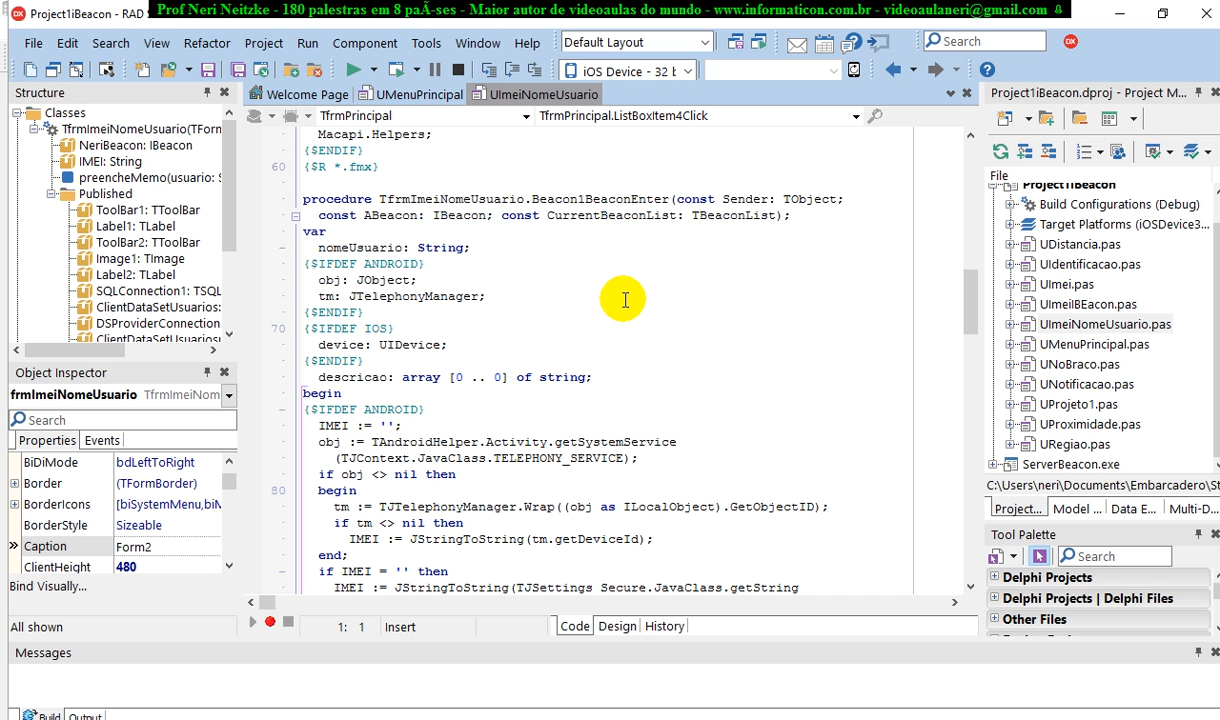 Prof Neri Neitzke - 180 palestras em 8 paÃ-ses - Maior autor de videoaulas do mundo - www.informaticon.com.br - videoaulaneri@gmail.com
Project1iBeacon - RAD S
File Edit Search View Refactor Project Run Component Tools Window Help Default Layout Search
iOS Device - 32 b
Structure
Classes
TfrmImeiNomeUsuario(TForm
NeriBeacon: IBeacon
IMEI: String
preencheMemo(usuario: S
Published
ToolBar1: TToolBar
Label1: TLabel
ToolBar2: TToolBar
Image1: TImage
Label2: TLabel
SQLConnection1: TSQL
ClientDataSetUsuarios:
DSProviderConnection
ClientDataSetUsuarios
Object Inspector
frmImeiNomeUsuario TfrmImeiNom
Search
Properties Events
BiDiMode bdLeftToRight
Border (TFormBorder)
BorderIcons [biSystemMenu,biM
BorderStyle Sizeable
Caption Form2
ClientHeight 480
Bind Visually...
All shown
Welcome Page UMenuPrincipal UImeiNomeUsuario
TfrmPrincipal TfrmPrincipal.ListBoxItem4Click
Macapi.Helpers;
{$ENDIF}
60 {$R *.fmx}
procedure TfrmImeiNomeUsuario.Beacon1BeaconEnter(const Sender: TObject;
const ABeacon: IBeacon; const CurrentBeaconList: TBeaconList);
var
nomeUsuario: String;
{$IFDEF ANDROID}
obj: JObject;
tm: JTelephonyManager;
{$ENDIF}
70 {$IFDEF IOS}
device: UIDevice;
{$ENDIF}
descricao: array [0 .. 0] of string;
begin
{$IFDEF ANDROID}
IMEI := '';
obj := TAndroidHelper.Activity.getSystemService
(TJContext.JavaClass.TELEPHONY_SERVICE);
if obj <> nil then
80 begin
tm := TJTelephonyManager.Wrap((obj as ILocalObject).GetObjectID);
if tm <> nil then
IMEI := JStringToString(tm.getDeviceId);
end;
if IMEI = '' then
IMEI := JStringToString(TJSettings_Secure.JavaClass.getString
1: 1 Insert Code Design History
Project1iBeacon.dproj - Project M...
File
Project1iBeacon
Build Configurations (Debug)
Target Platforms (iOSDevice3...
UDistancia.pas
UIdentificacao.pas
UImei.pas
UImeiIBEacon.pas
UImeiNomeUsuario.pas
UMenuPrincipal.pas
UNoBraco.pas
UNotificacao.pas
UProjeto1.pas
UProximidade.pas
URegiao.pas
ServerBeacon.exe
C:\Users\neri\Documents\Embarcadero\St
Project... Model ... Data E... Multi-D...
Tool Palette
Search
Delphi Projects
Delphi Projects | Delphi Files
Other Files
Messages
Build Output